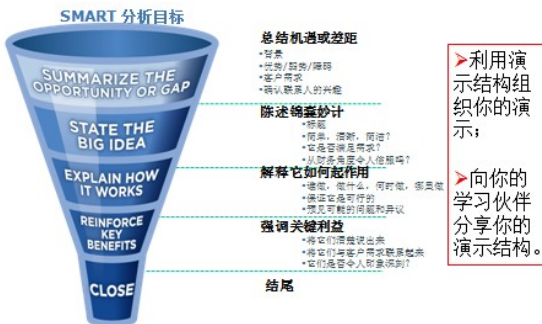 SMART 分析目标
SUMMARIZE THE
OPPORTUNITY OR GAP
STATE THE
BIG IDEA
EXPLAIN HOW
IT WORKS
REINFORCE
KEY
BENEFITS
CLOSE
总结机遇或差距
•背景
•优势/弱势/障碍
•客户需求
•确认联系人的兴趣
陈述锦囊妙计
•标题
•简单，清晰，简洁？
•它是否满足需求？
•从财务角度令人信服吗？
解释它如何起作用
•谁做，做什么，何时做，哪里做
•保证它是可行的
•预见可能的问题和异议
强调关键利益
•将它们清楚说出来
•将它们与客户需求联系起来
•它们是否令人印象深刻？
结尾
➢利用演
示结构组
织你的演
示；
➢向你的
学习伙伴
分享你的
演示结构。